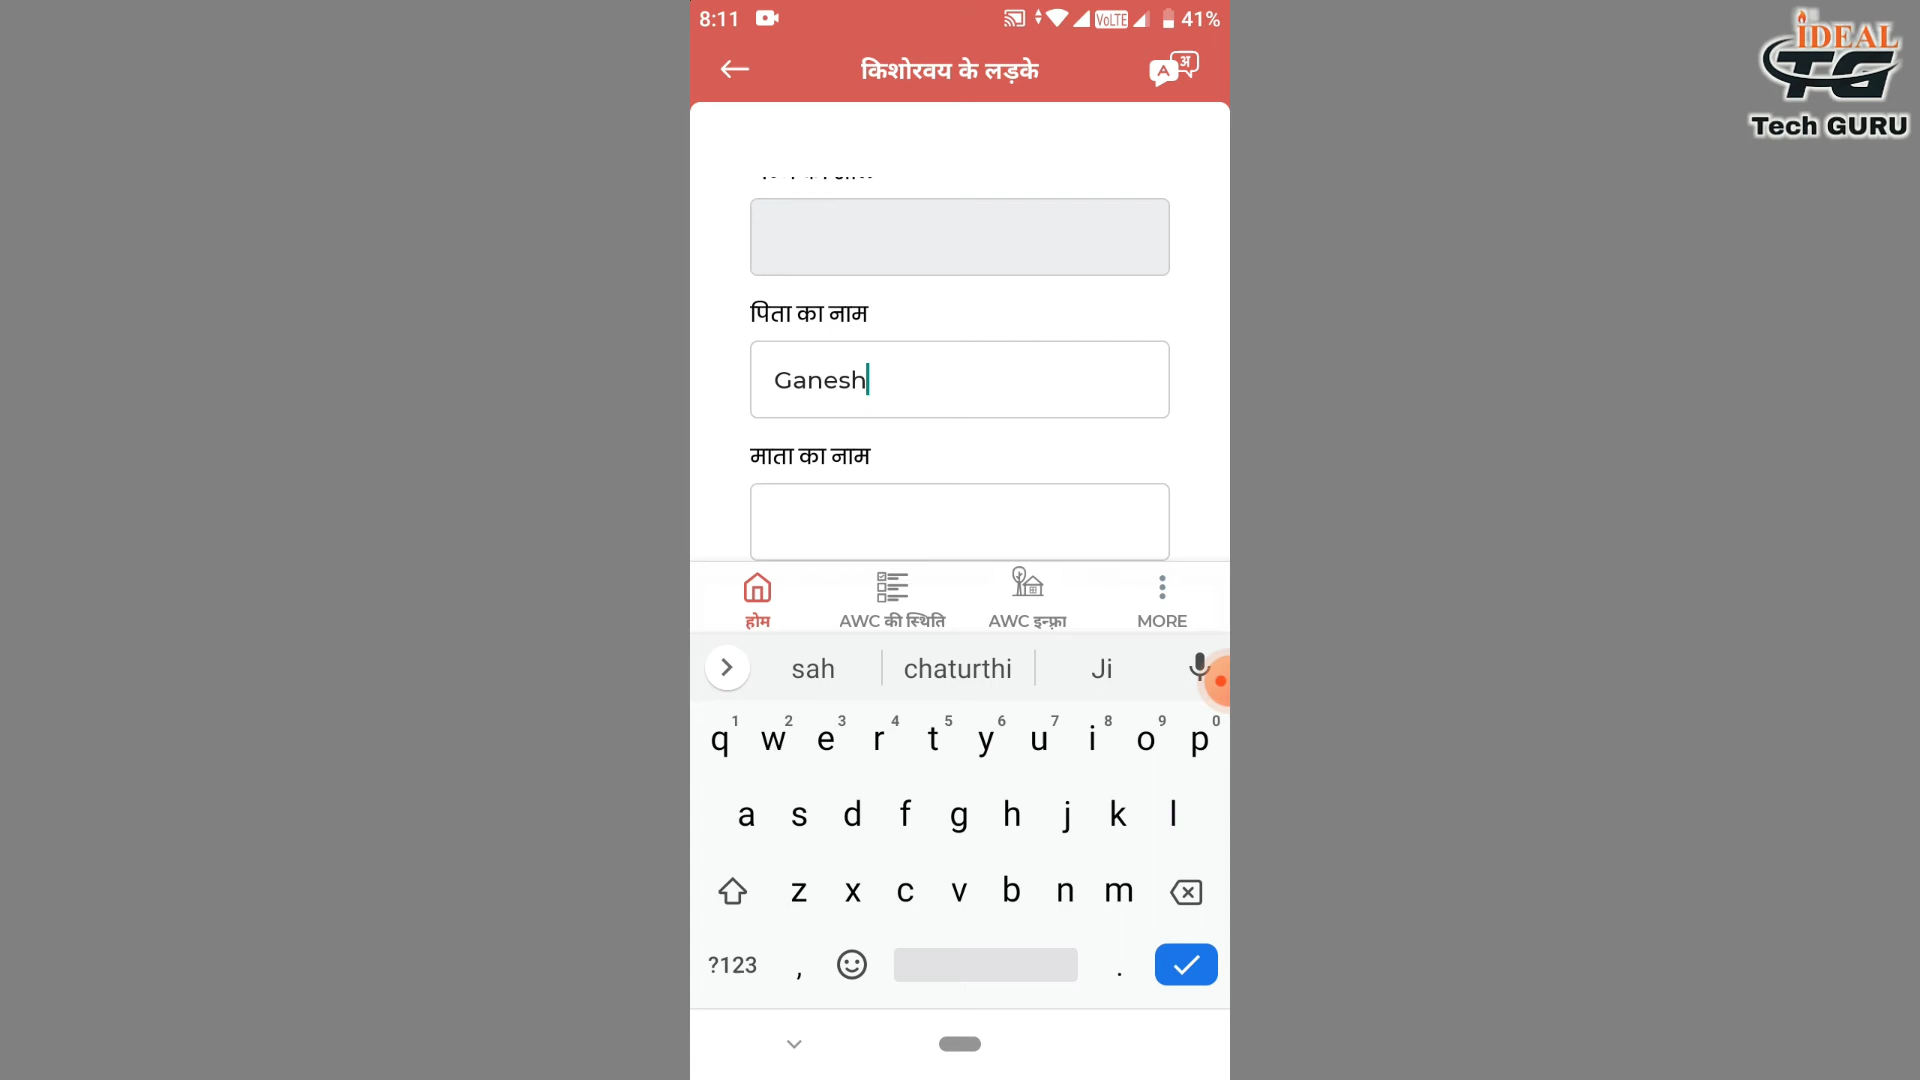 8:11
VoLTE
41%
किशोरवय के लड़के
A अ
iDEAL
TG
Tech GURU
पिता का नाम
Ganesh
माता का नाम
होम
AWC की स्थिति
AWC इन्फ़्रा
MORE
sah
chaturthi
Ji
q 1 w 2 e 3 r 4 t 5 y 6 u 7 i 8 o 9 p 0
a s d f g h j k l
z x c v b n m
?123 , .